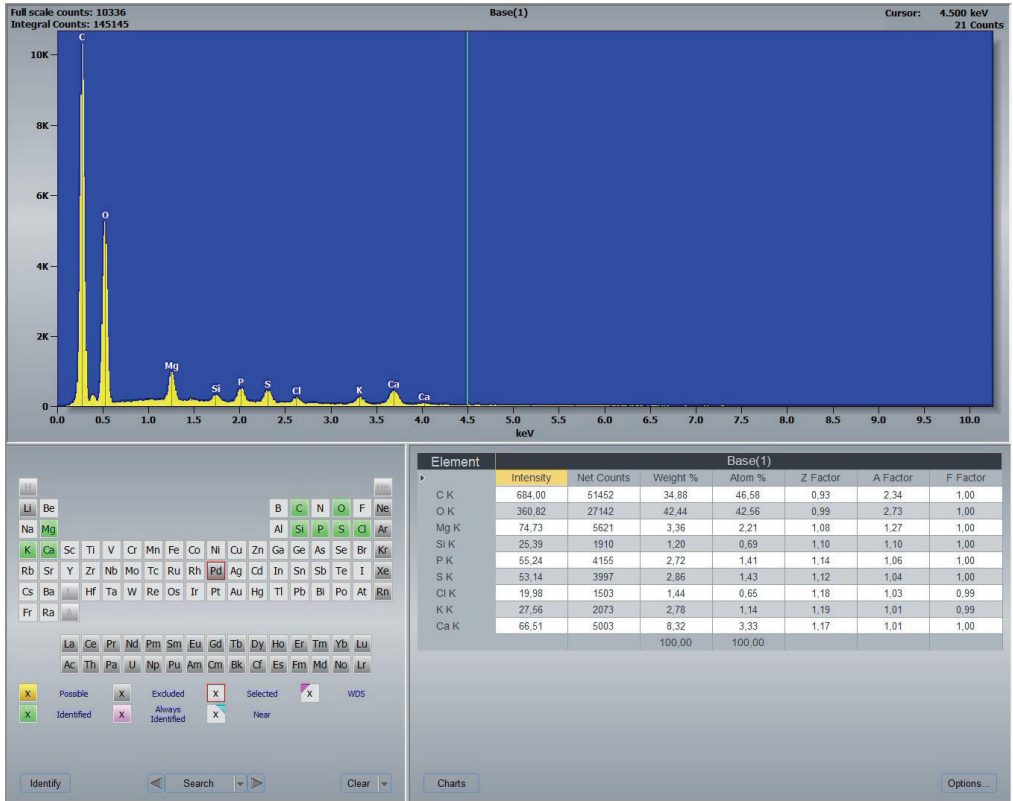 Full scale counts: 10336 Base(1) Cursor: 4.500 keV
Integral Counts: 145145 21 Counts
C
10K
8K
6K
O
4K
2K
Mg Si P S Cl K Ca Ca
0
0.0 0.5 1.0 1.5 2.0 2.5 3.0 3.5 4.0 4.5 5.0 5.5 6.0 6.5 7.0 7.5 8.0 8.5 9.0 9.5 10.0
keV
H He
Li Be B C N O F Ne
Na Mg Al Si P S Cl Ar
K Ca Sc Ti V Cr Mn Fe Co Ni Cu Zn Ga Ge As Se Br Kr
Rb Sr Y Zr Nb Mo Tc Ru Rh Pd Ag Cd In Sn Sb Te I Xe
Cs Ba L Hf Ta W Re Os Ir Pt Au Hg Tl Pb Bi Po At Rn
Fr Ra A
La Ce Pr Nd Pm Sm Eu Gd Tb Dy Ho Er Tm Yb Lu
Ac Th Pa U Np Pu Am Cm Bk Cf Es Fm Md No Lr
X Possible X Excluded X Selected X WDS
X Identified X Always Identified X Near
Identify Search Clear
Element Base(1)
Intensity Net Counts Weight % Atom % Z Factor A Factor F Factor
C K 684,00 51452 34,88 46,58 0,93 2,34 1,00
O K 360,82 27142 42,44 42,56 0,99 2,73 1,00
Mg K 74,73 5621 3,36 2,21 1,08 1,27 1,00
Si K 25,39 1910 1,20 0,69 1,10 1,10 1,00
P K 55,24 4155 2,72 1,41 1,14 1,06 1,00
S K 53,14 3997 2,86 1,43 1,12 1,04 1,00
Cl K 19,98 1503 1,44 0,65 1,18 1,03 0,99
K K 27,56 2073 2,78 1,14 1,19 1,01 0,99
Ca K 66,51 5003 8,32 3,33 1,17 1,01 1,00
100,00 100,00
Charts Options...